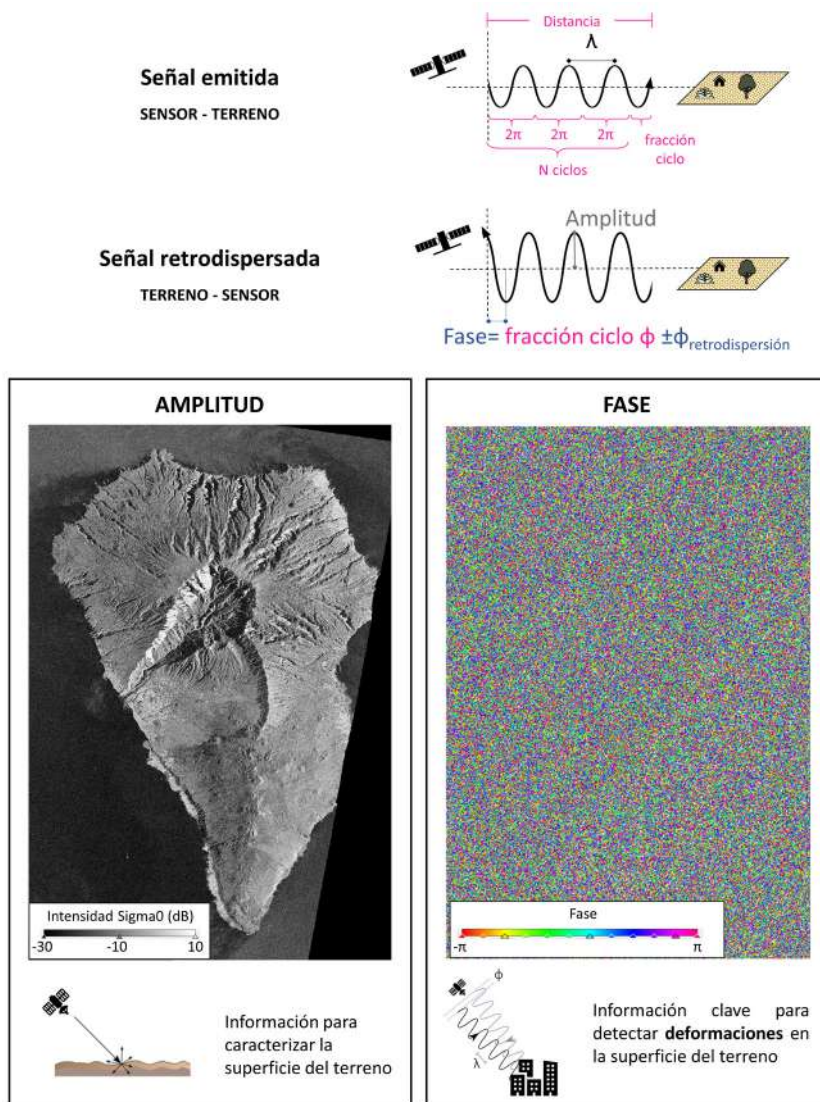 Distancia
λ
Señal emitida
SENSOR - TERRENO
2π 2π 2π fracción
ciclo
N ciclos
Amplitud
Señal retrodispersada
TERRENO - SENSOR
Fase= fracción ciclo ϕ ±ϕretrodispersión
AMPLITUD
Intensidad Sigma0 (dB)
-30 -10 10
Información para
caracterizar la
superficie del terreno
FASE
Fase
-π π
ϕ
λ
Información clave para
detectar deformaciones en
la superficie del terreno